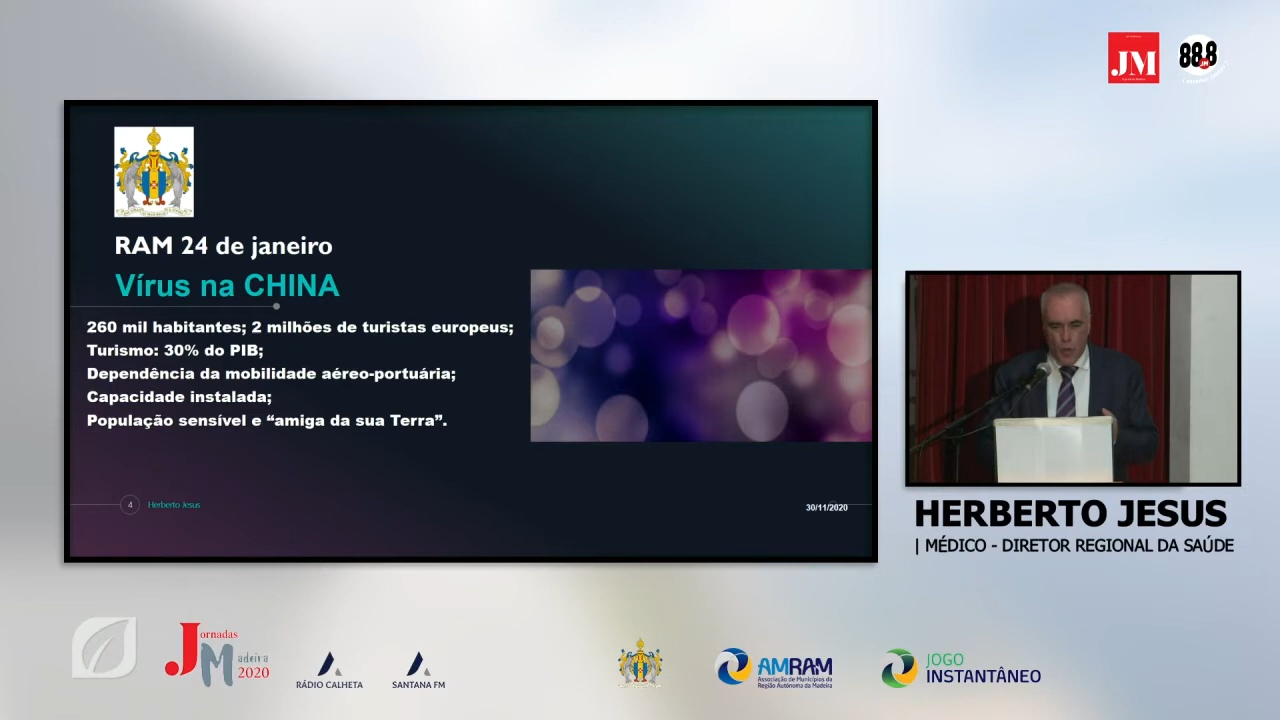 JM
88.8
JM
RAM 24 de janeiro
Vírus na CHINA
260 mil habitantes; 2 milhões de turistas europeus;
Turismo: 30% do PIB;
Dependência da mobilidade aéreo-portuária;
Capacidade instalada;
População sensível e “amiga da sua Terra”.
4
Herberto Jesus
30/11/2020
HERBERTO JESUS
| MÉDICO - DIRETOR REGIONAL DA SAÚDE
Jornadas
JMadeira
2020
RÁDIO CALHETA
SANTANA FM
AMRAM
Associação de Municípios da
Região Autónoma da Madeira
JOGO
INSTANTÂNEO